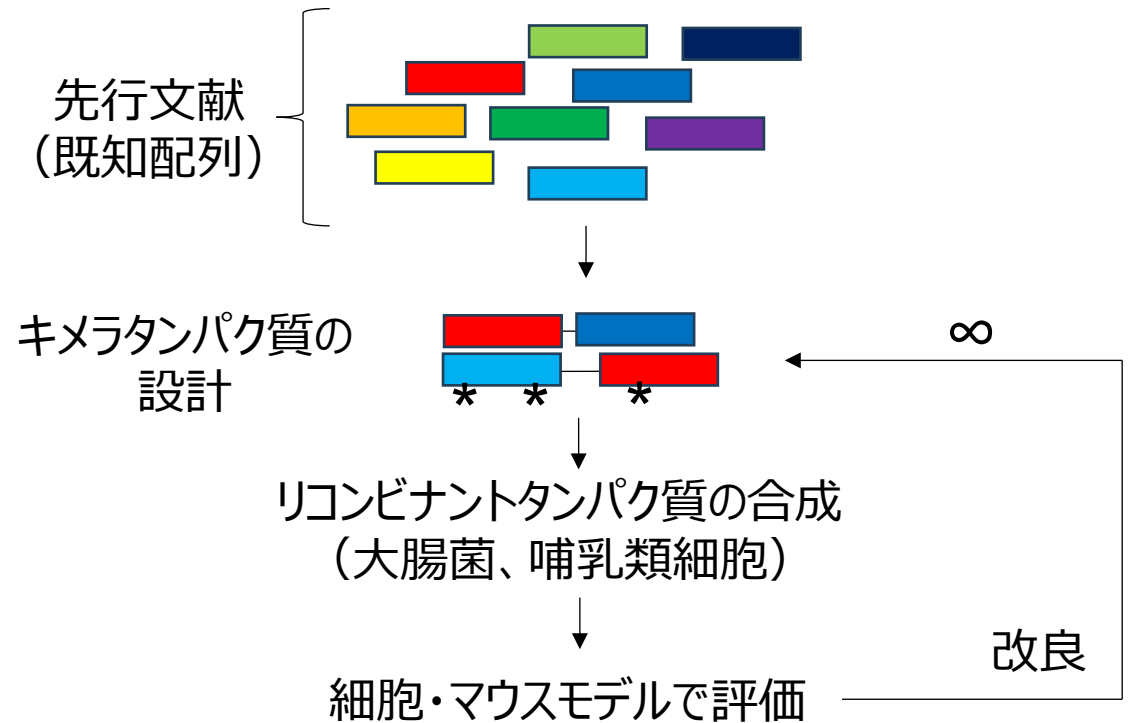 先行文献
（既知配列）
キメラタンパク質の
設計
∞
* * *
リコンビナントタンパク質の合成
（大腸菌、哺乳類細胞）
改良
細胞・マウスモデルで評価